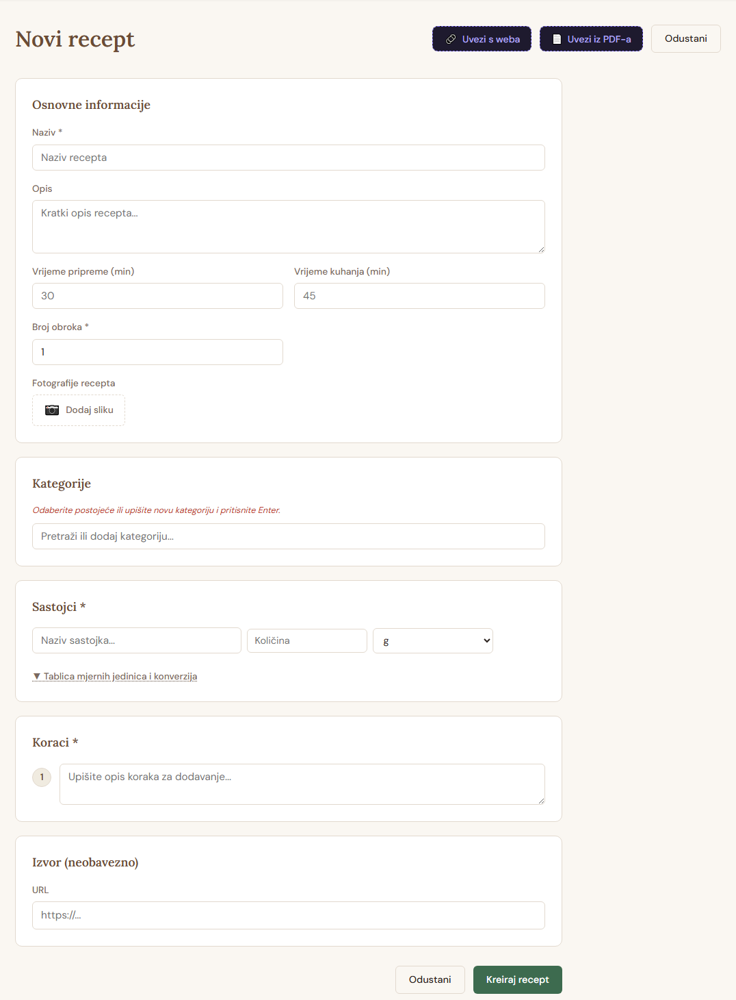 Novi recept
Uvezi s weba
Uvezi iz PDF-a
Odustani
Osnovne informacije
Naziv *
Naziv recepta
Opis
Kratki opis recepta...
Vrijeme pripreme (min)
Vrijeme kuhanja (min)
30
45
Broj obroka *
1
Fotografije recepta
Dodaj sliku
Kategorije
Odaberite postojeće ili upišite novu kategoriju i pritisnite Enter.
Pretraži ili dodaj kategoriju...
Sastojci *
Naziv sastojka...
Količina
g
▼ Tablica mjernih jedinica i konverzija
Koraci *
1
Upišite opis koraka za dodavanje...
Izvor (neobavezno)
URL
https://...
Odustani
Kreiraj recept